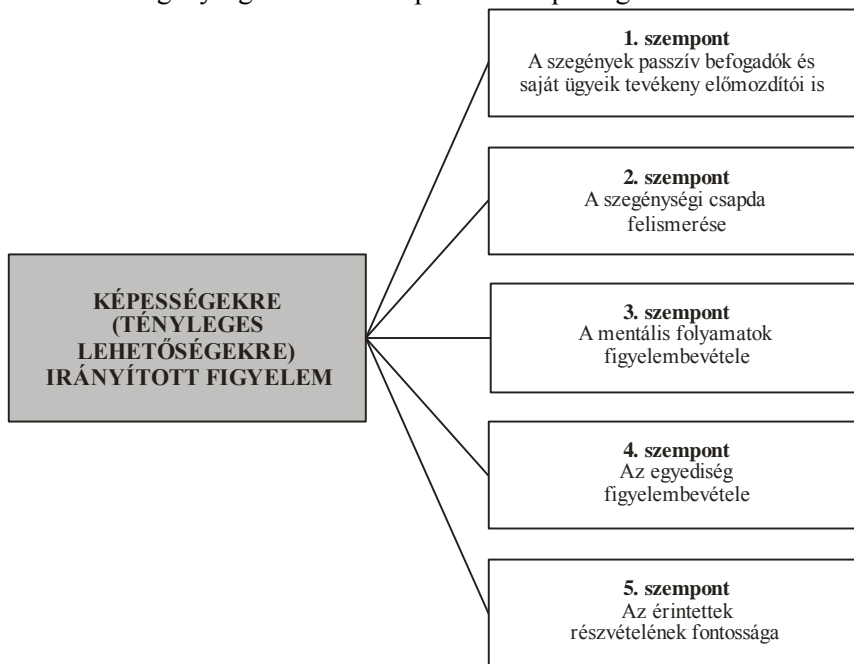 KÉPESSÉGEKRE
(TÉNYLEGES
LEHETŐSÉGEKRE)
IRÁNYÍTOTT FIGYELEM
1. szempont
A szegények passzív befogadók és
saját ügyeik tevékeny előmozdítói is
2. szempont
A szegénységi csapda
felismerése
3. szempont
A mentális folyamatok
figyelembevétele
4. szempont
Az egyediség
figyelembevétele
5. szempont
Az érintettek
részvételének fontossága